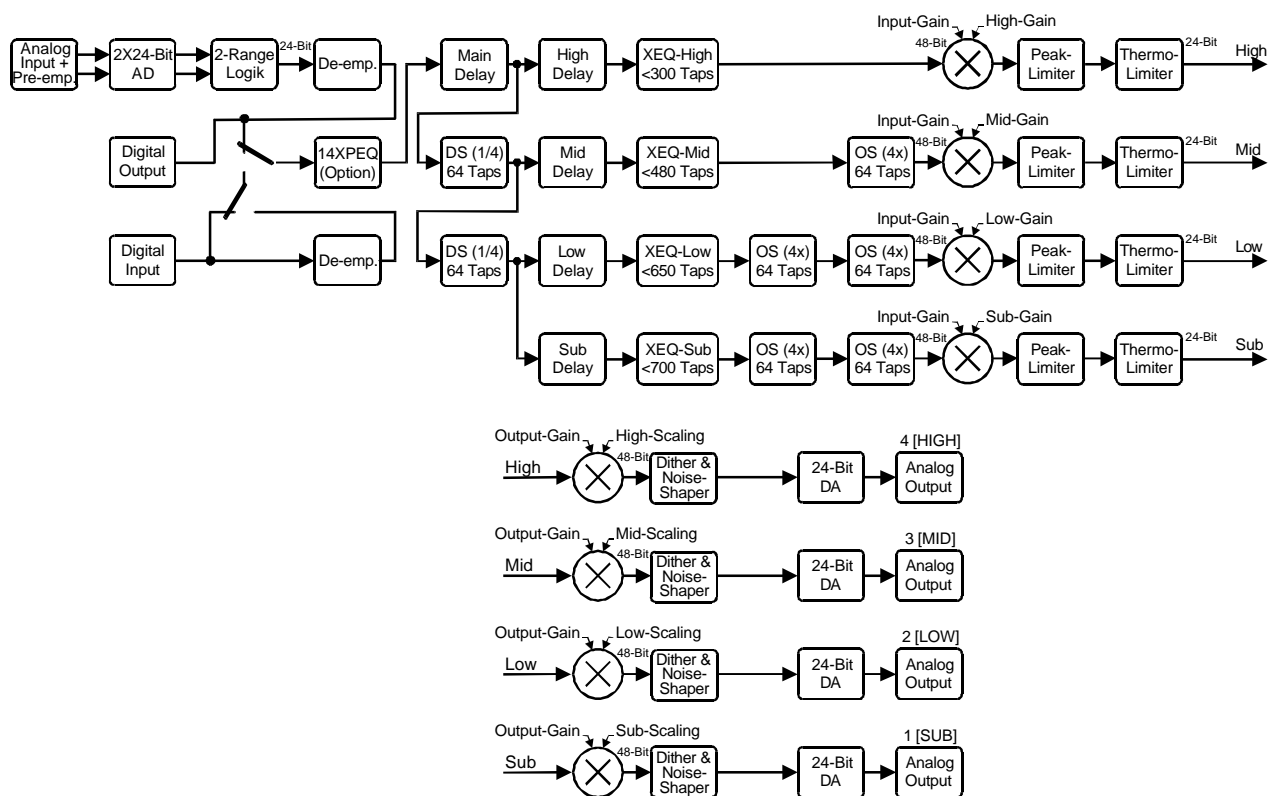 Input-Gain High-Gain
48-Bit
Analog
Input +
Pre-emp.
2X24-Bit
AD
2-Range
Logik
24-Bit
De-emp.
Main
Delay
High
Delay
XEQ-High
<300 Taps
Peak-
Limiter
Thermo-
Limiter
24-Bit
High
Digital
Output
14XPEQ
(Option)
DS (1/4)
64 Taps
Mid
Delay
XEQ-Mid
<480 Taps
OS (4x)
64 Taps
Input-Gain Mid-Gain
48-Bit
Peak-
Limiter
Thermo-
Limiter
24-Bit
Mid
Digital
Input
De-emp.
DS (1/4)
64 Taps
Low
Delay
XEQ-Low
<650 Taps
OS (4x)
64 Taps
OS (4x)
64 Taps
Input-Gain Low-Gain
48-Bit
Peak-
Limiter
Thermo-
Limiter
24-Bit
Low
Sub
Delay
XEQ-Sub
<700 Taps
OS (4x)
64 Taps
OS (4x)
64 Taps
Input-Gain Sub-Gain
48-Bit
Peak-
Limiter
Thermo-
Limiter
24-Bit
Sub
Output-Gain High-Scaling
High
48-Bit
Dither &
Noise-
Shaper
24-Bit
DA
4 [HIGH]
Analog
Output
Output-Gain Mid-Scaling
Mid
48-Bit
Dither &
Noise-
Shaper
24-Bit
DA
3 [MID]
Analog
Output
Output-Gain Low-Scaling
Low
48-Bit
Dither &
Noise-
Shaper
24-Bit
DA
2 [LOW]
Analog
Output
Output-Gain Sub-Scaling
Sub
48-Bit
Dither &
Noise-
Shaper
24-Bit
DA
1 [SUB]
Analog
Output